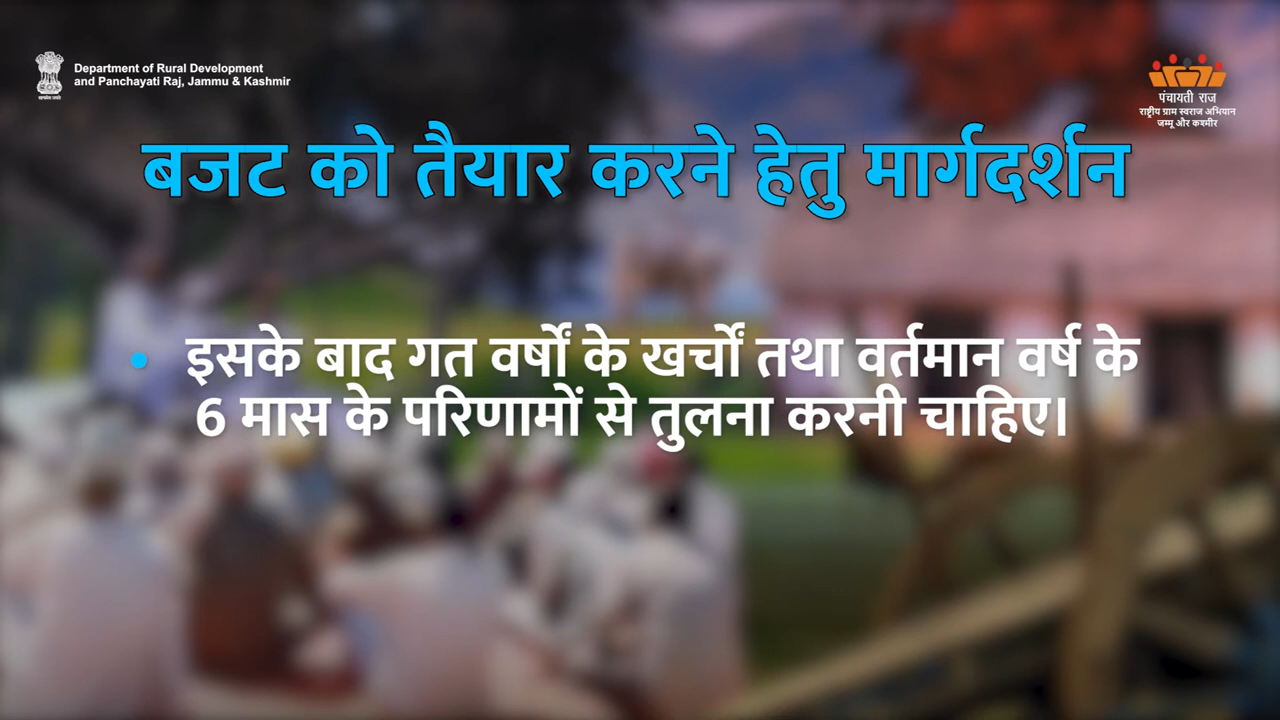 Department of Rural Development
and Panchayati Raj, Jammu & Kashmir
पंचायती राज
राष्ट्रीय ग्राम स्वराज अभियान
जम्मू और कश्मीर
बजट को तैयार करने हेतु मार्गदर्शन
• इसके बाद गत वर्षों के खर्चों तथा वर्तमान वर्ष के
6 मास के परिणामों से तुलना करनी चाहिए।